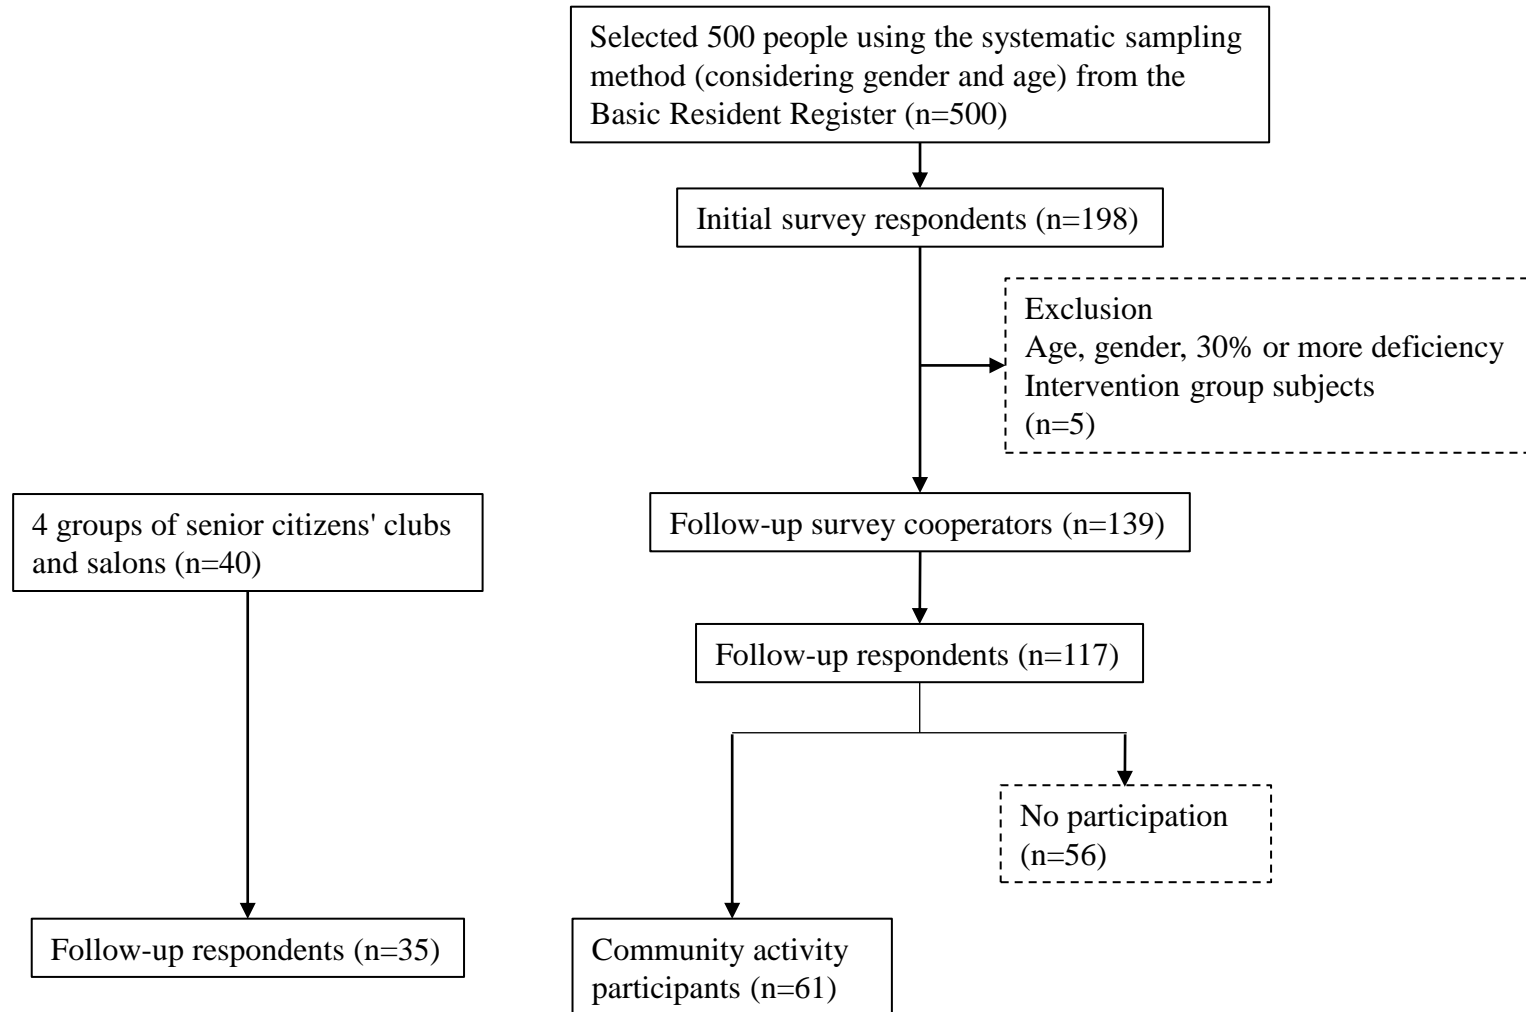 Selected 500 people using the systematic sampling
method (considering gender and age) from the
Basic Resident Register (n=500)
Initial survey respondents (n=198)
Exclusion
Age, gender, 30% or more deficiency
Intervention group subjects
(n=5)
4 groups of senior citizens' clubs
and salons (n=40)
Follow-up survey cooperators (n=139)
Follow-up respondents (n=117)
No participation
(n=56)
Follow-up respondents (n=35)
Community activity
participants (n=61)